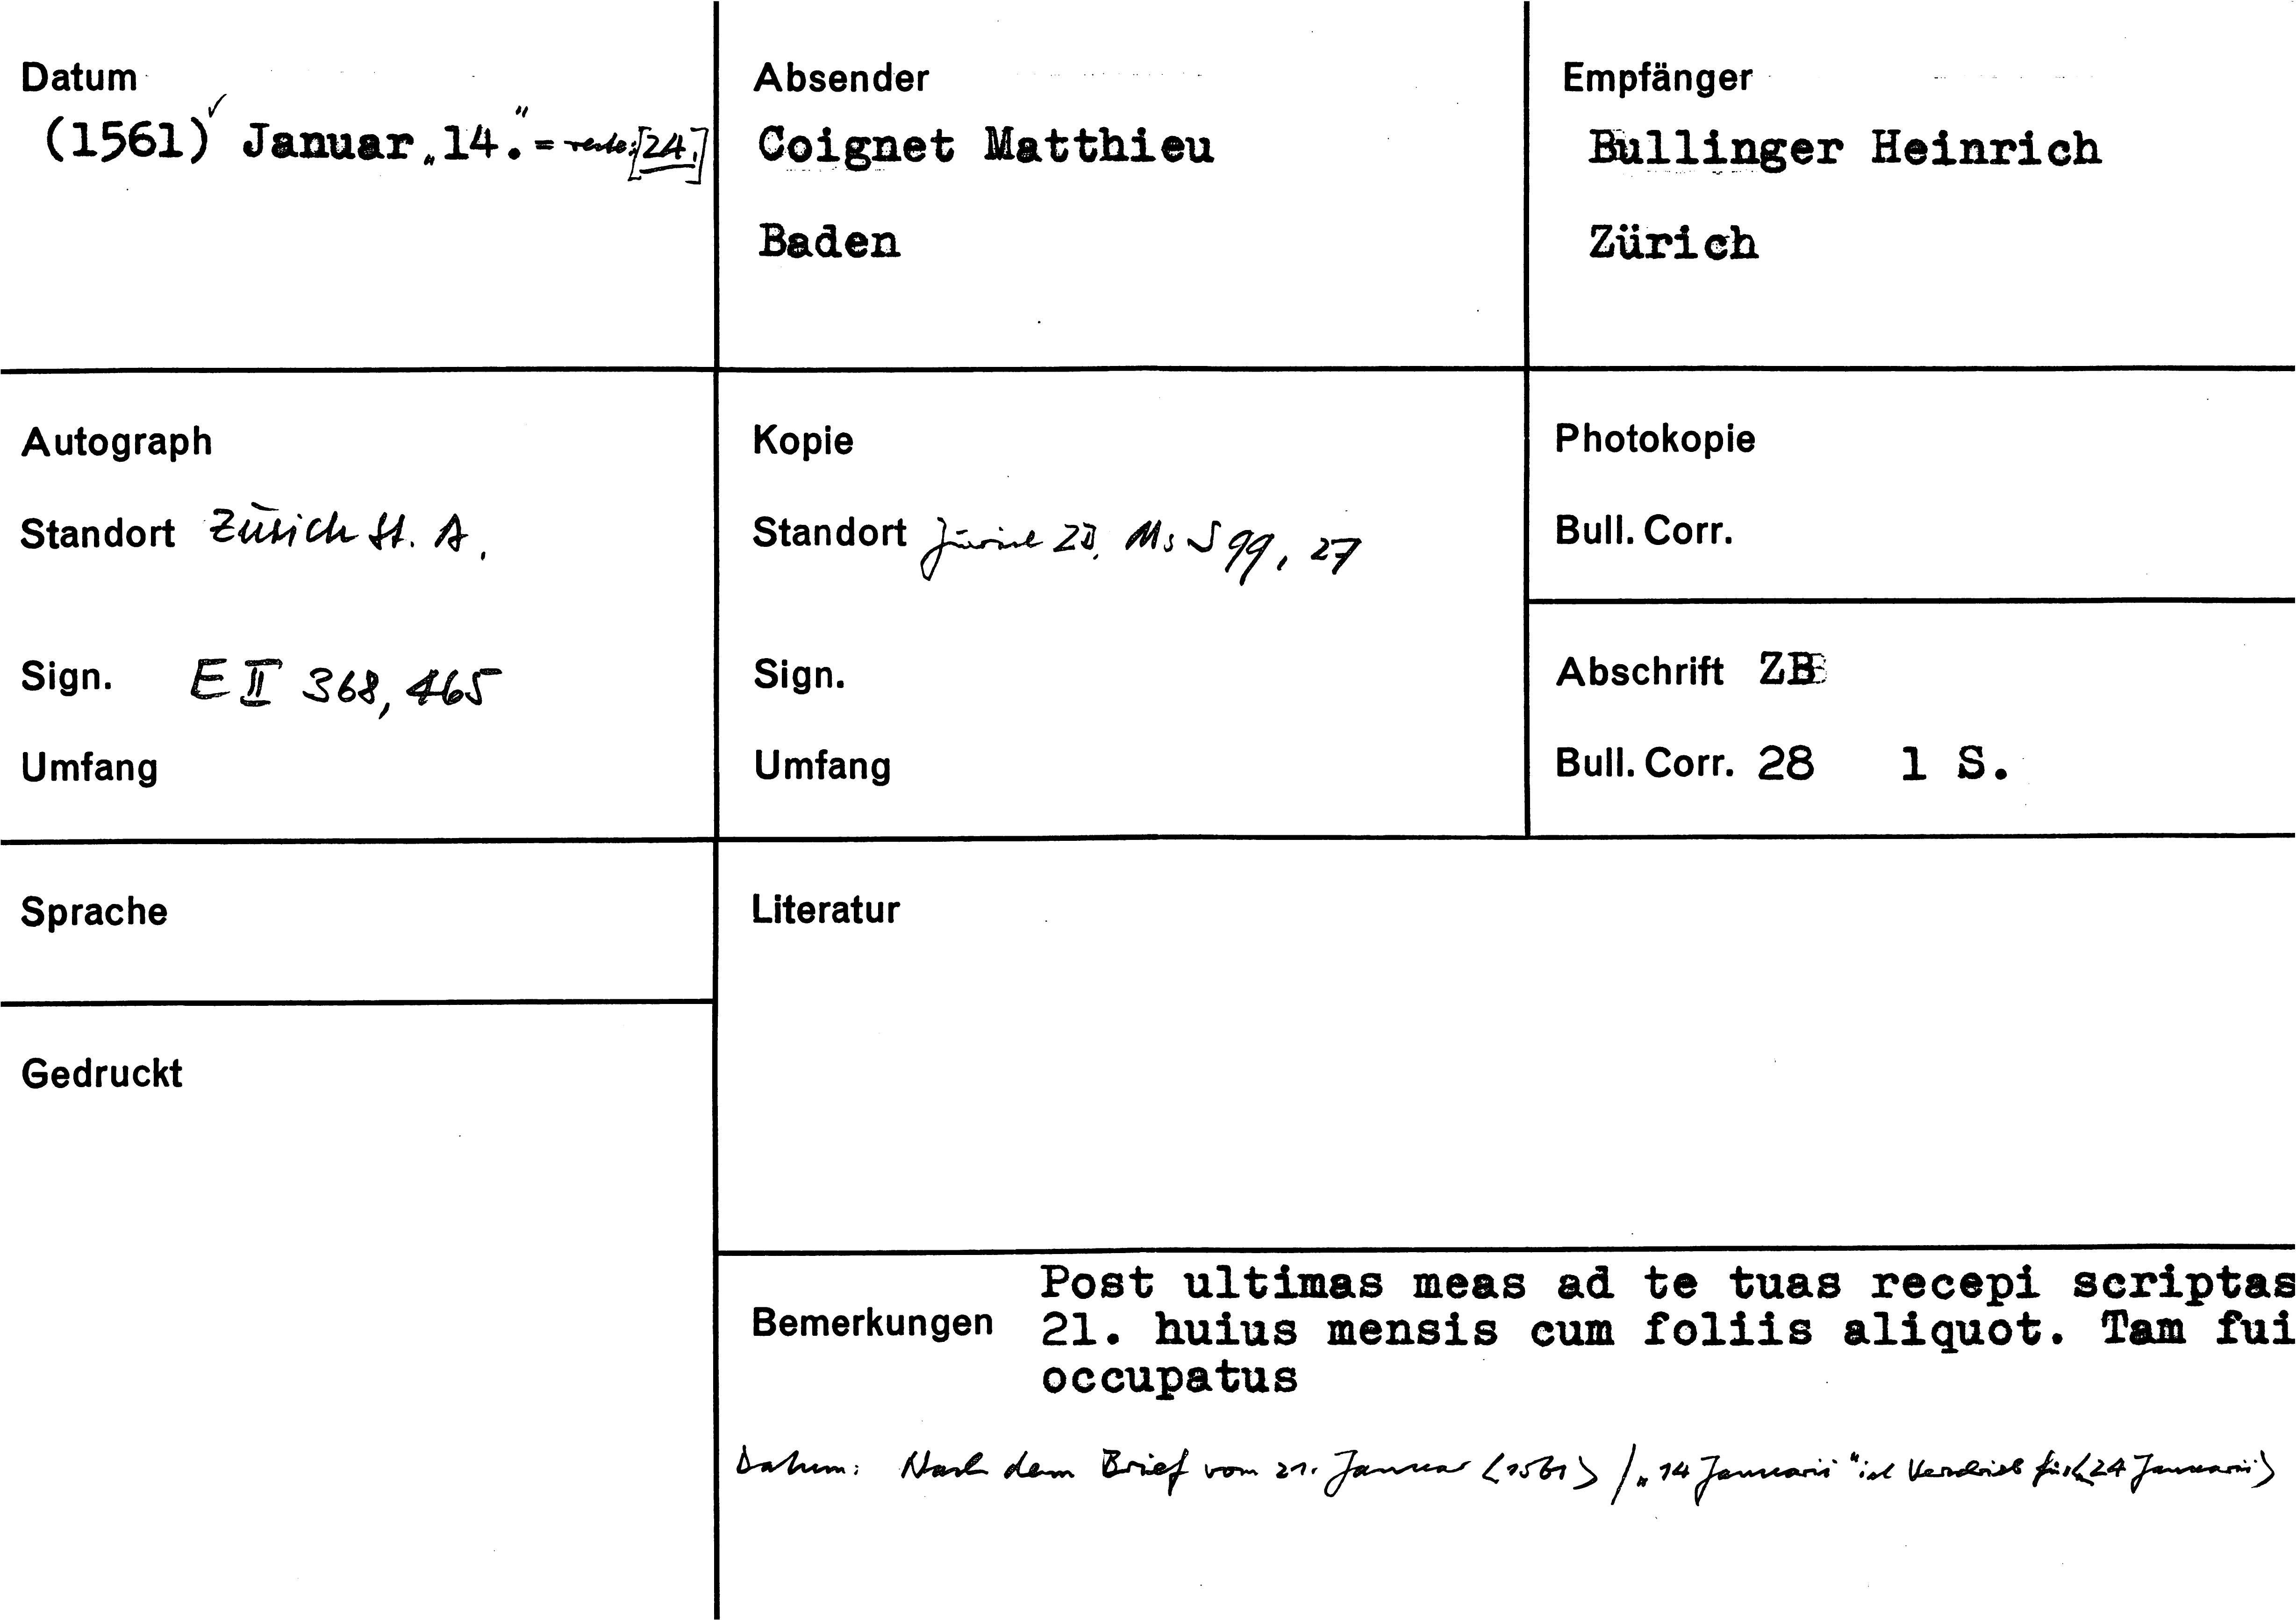 Datum
(1561)✓ Januar „14.“ = recte: [24.]
Absender
Coignet Matthieu
Baden
Empfänger
Bullinger Heinrich
Zürich
Autograph
Standort Zürich St. A.
Sign. E II 368, 465
Umfang
Kopie
Standort Zürich ZB, Ms S 99, 27
Sign.
Umfang
Photokopie
Bull. Corr.
Abschrift ZB
Bull. Corr. 28 1 S.
Sprache
Gedruckt
Literatur
Bemerkungen
Post ultimas meas ad te tuas recepi scriptas
21. huius mensis cum foliis aliquot. Tam fui
occupatus
Datum: Nach dem Brief vom 21. Januar <1561> / „14 Januarii“ ist Verschrieb für <24 Januarii>